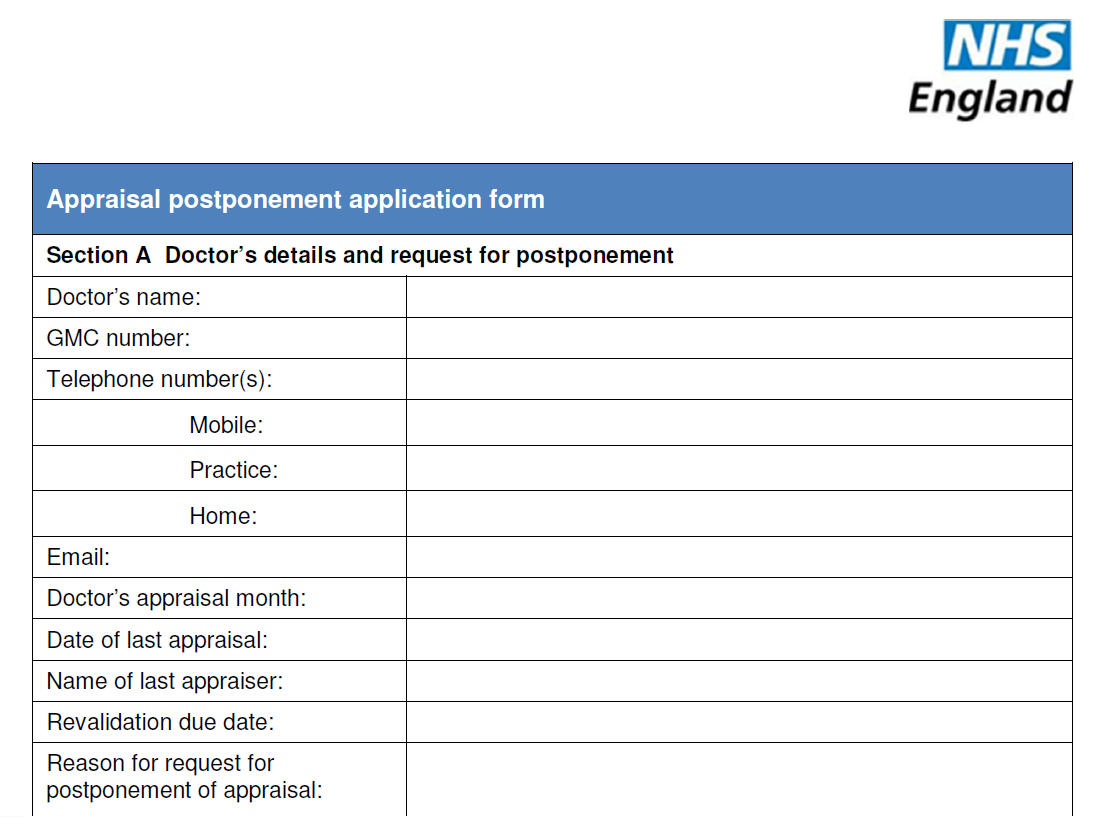 NHS
England
Appraisal postponement application form
Section A  Doctor’s details and request for postponement
Doctor’s name:
GMC number:
Telephone number(s):
Mobile:
Practice:
Home:
Email:
Doctor’s appraisal month:
Date of last appraisal:
Name of last appraiser:
Revalidation due date:
Reason for request for
postponement of appraisal: